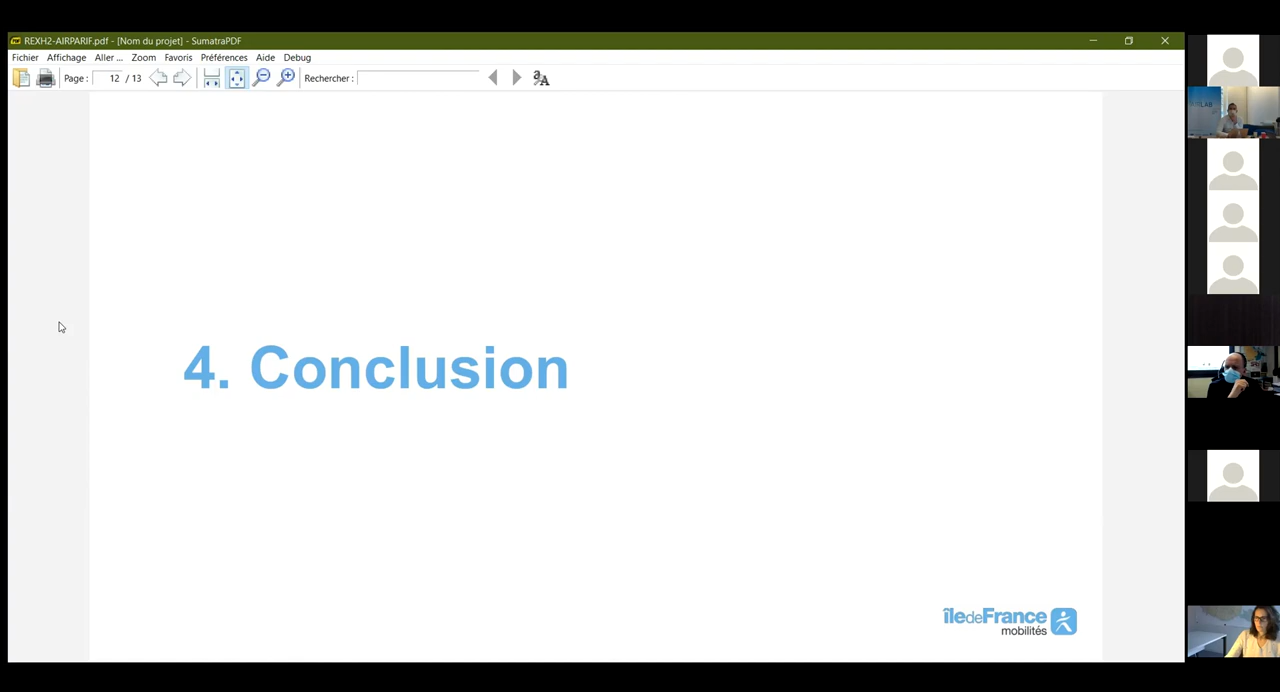 REXH2-AIRPARIF.pdf - [Nom du projet] - SumatraPDF
Fichier Affichage Aller ... Zoom Favoris Préférences Aide Debug
Page : 12 / 13 Rechercher :
4. Conclusion
îledeFrance
mobilités